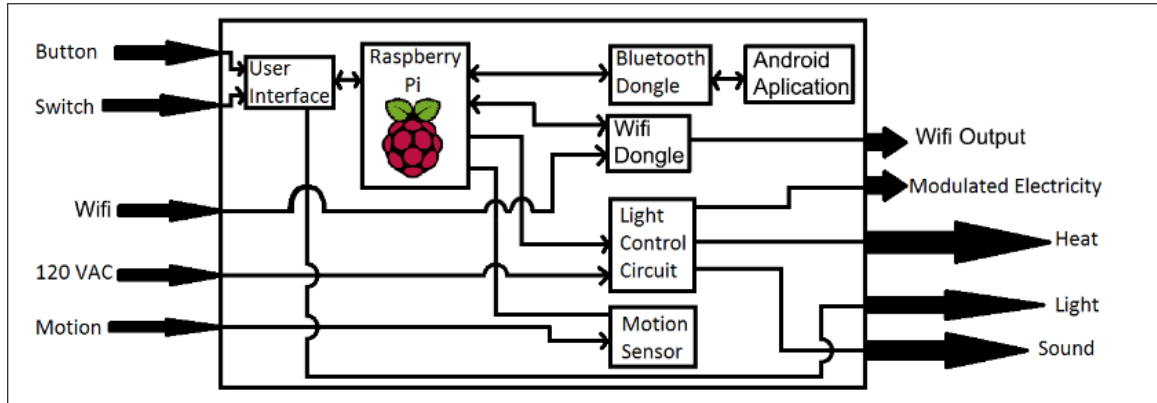 Button
Switch
Wifi
120 VAC
Motion
User
Interface
Raspberry
Pi
Bluetooth
Dongle
Android
Aplication
Wifi
Dongle
Light
Control
Circuit
Motion
Sensor
Wifi Output
Modulated Electricity
Heat
Light
Sound